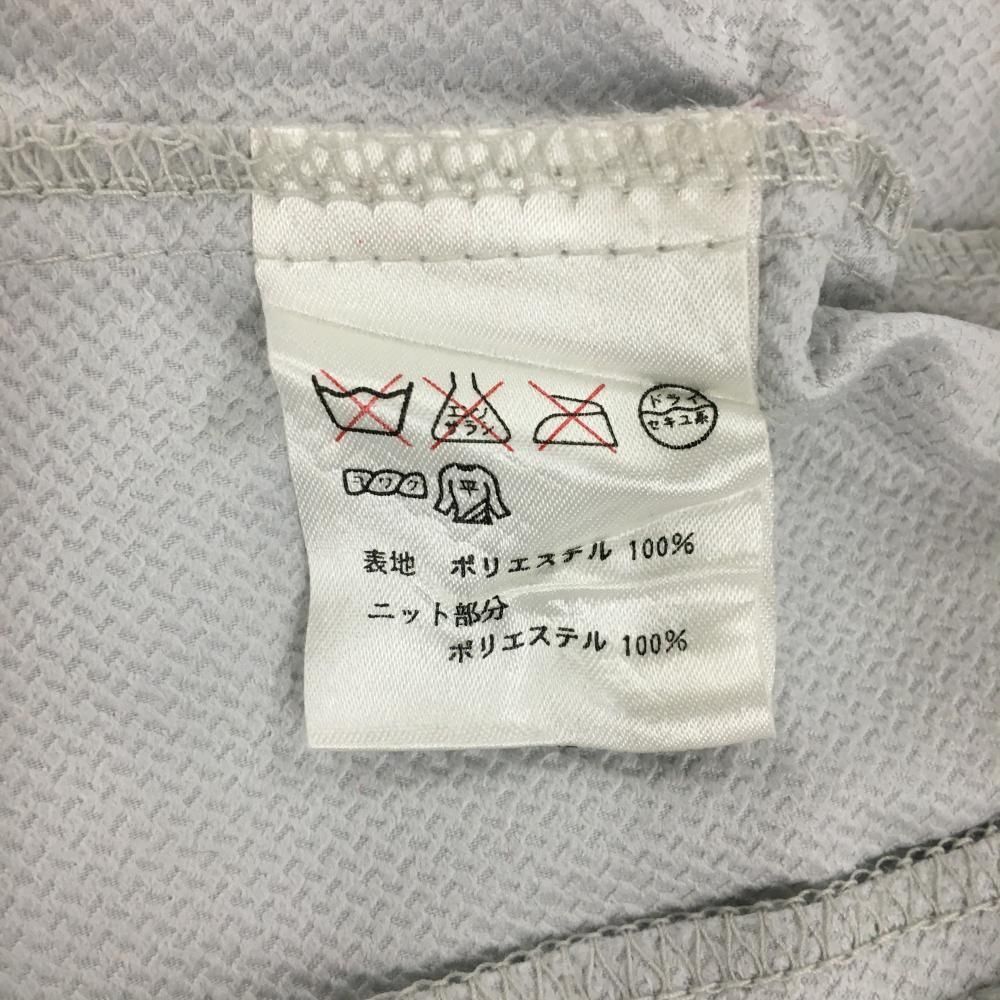 エンソ
サラシ
ドライ
セキユ系
ヨワク
平
表地 ポリエステル 100%
ニット部分
ポリエステル 100%